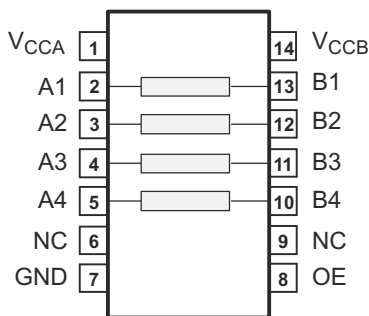 VCCA 1 14 VCCB
A1 2 13 B1
A2 3 12 B2
A3 4 11 B3
A4 5 10 B4
NC 6 9 NC
GND 7 8 OE